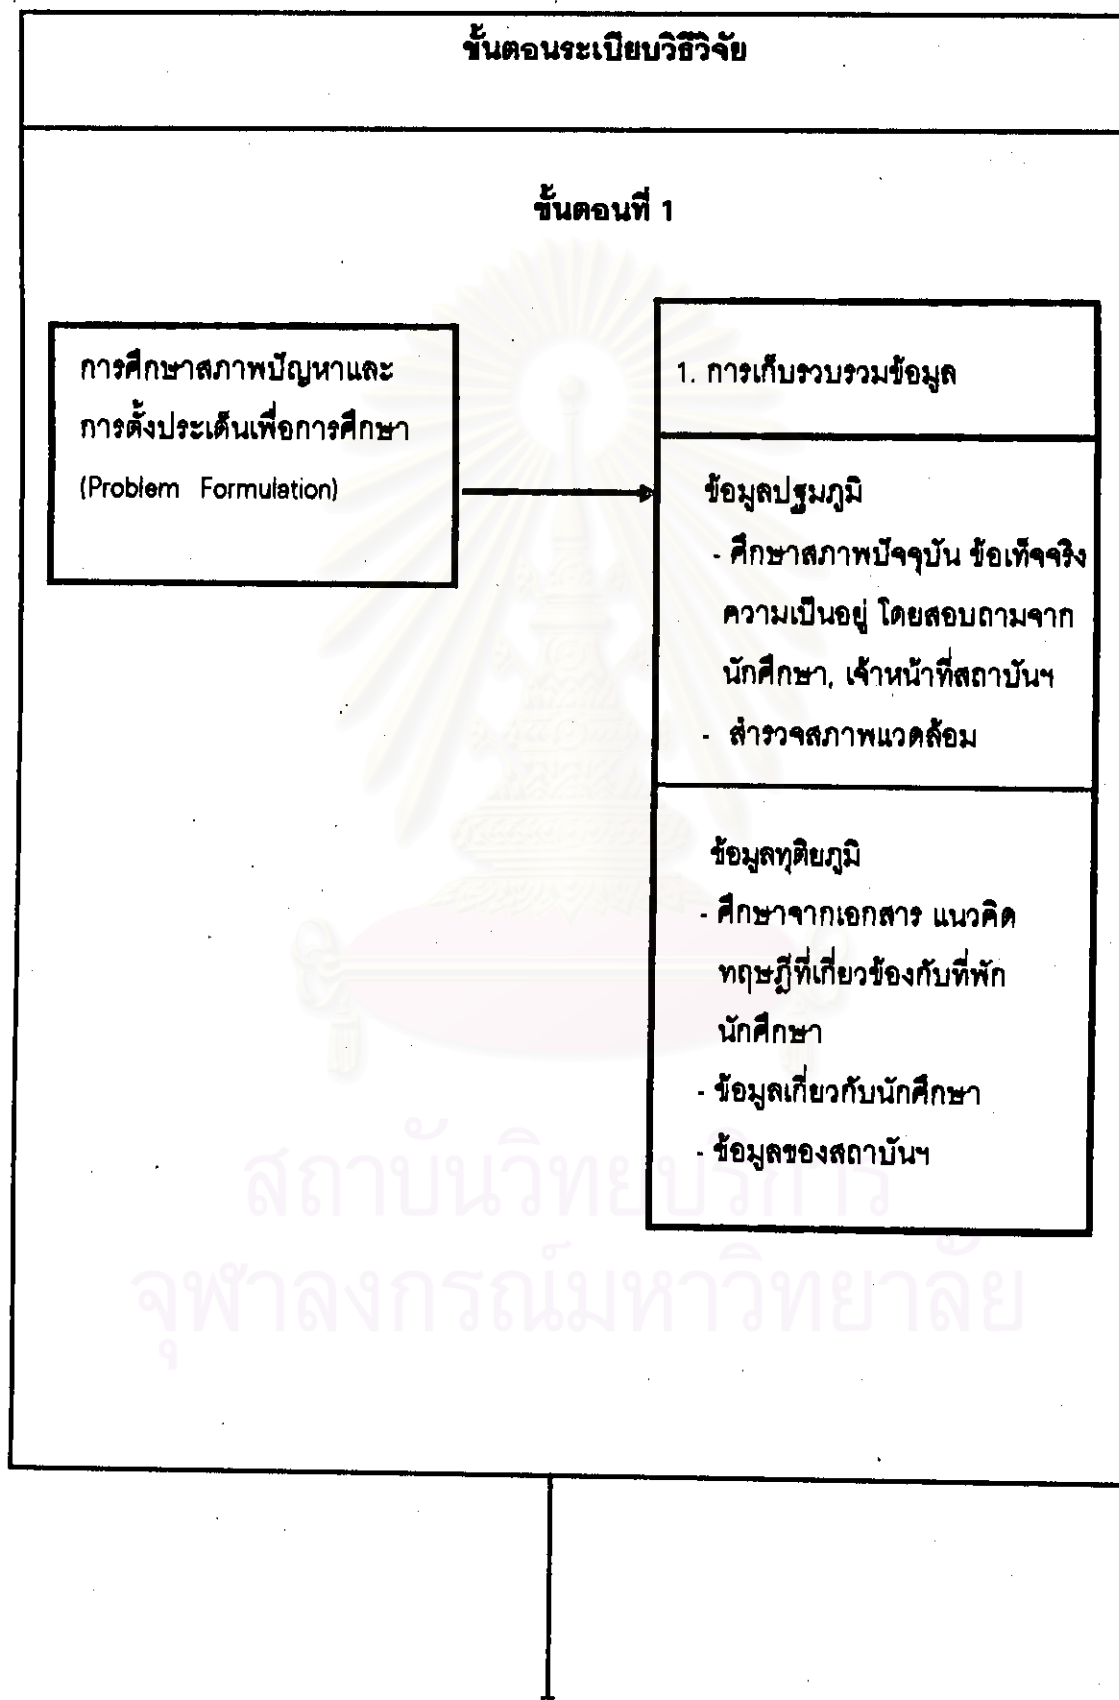 ขั้นตอนระเบียบวิธีวิจัย
ขั้นตอนที่ 1
การศึกษาสภาพปัญหาและ
การตั้งประเด็นเพื่อการศึกษา
(Problem Formulation)
1. การเก็บรวบรวมข้อมูล
ข้อมูลปฐมภูมิ
- ศึกษาสภาพปัจจุบัน ข้อเท็จจริง
ความเป็นอยู่ โดยสอบถามจาก
นักศึกษา, เจ้าหน้าที่สถาบันฯ
- สำรวจสภาพแวดล้อม
ข้อมูลทุติยภูมิ
- ศึกษาจากเอกสาร แนวคิด
ทฤษฎีที่เกี่ยวข้องกับที่พัก
นักศึกษา
- ข้อมูลเกี่ยวกับนักศึกษา
- ข้อมูลของสถาบันฯ
สถาบันวิทยบริการ
จุฬาลงกรณ์มหาวิทยาลัย